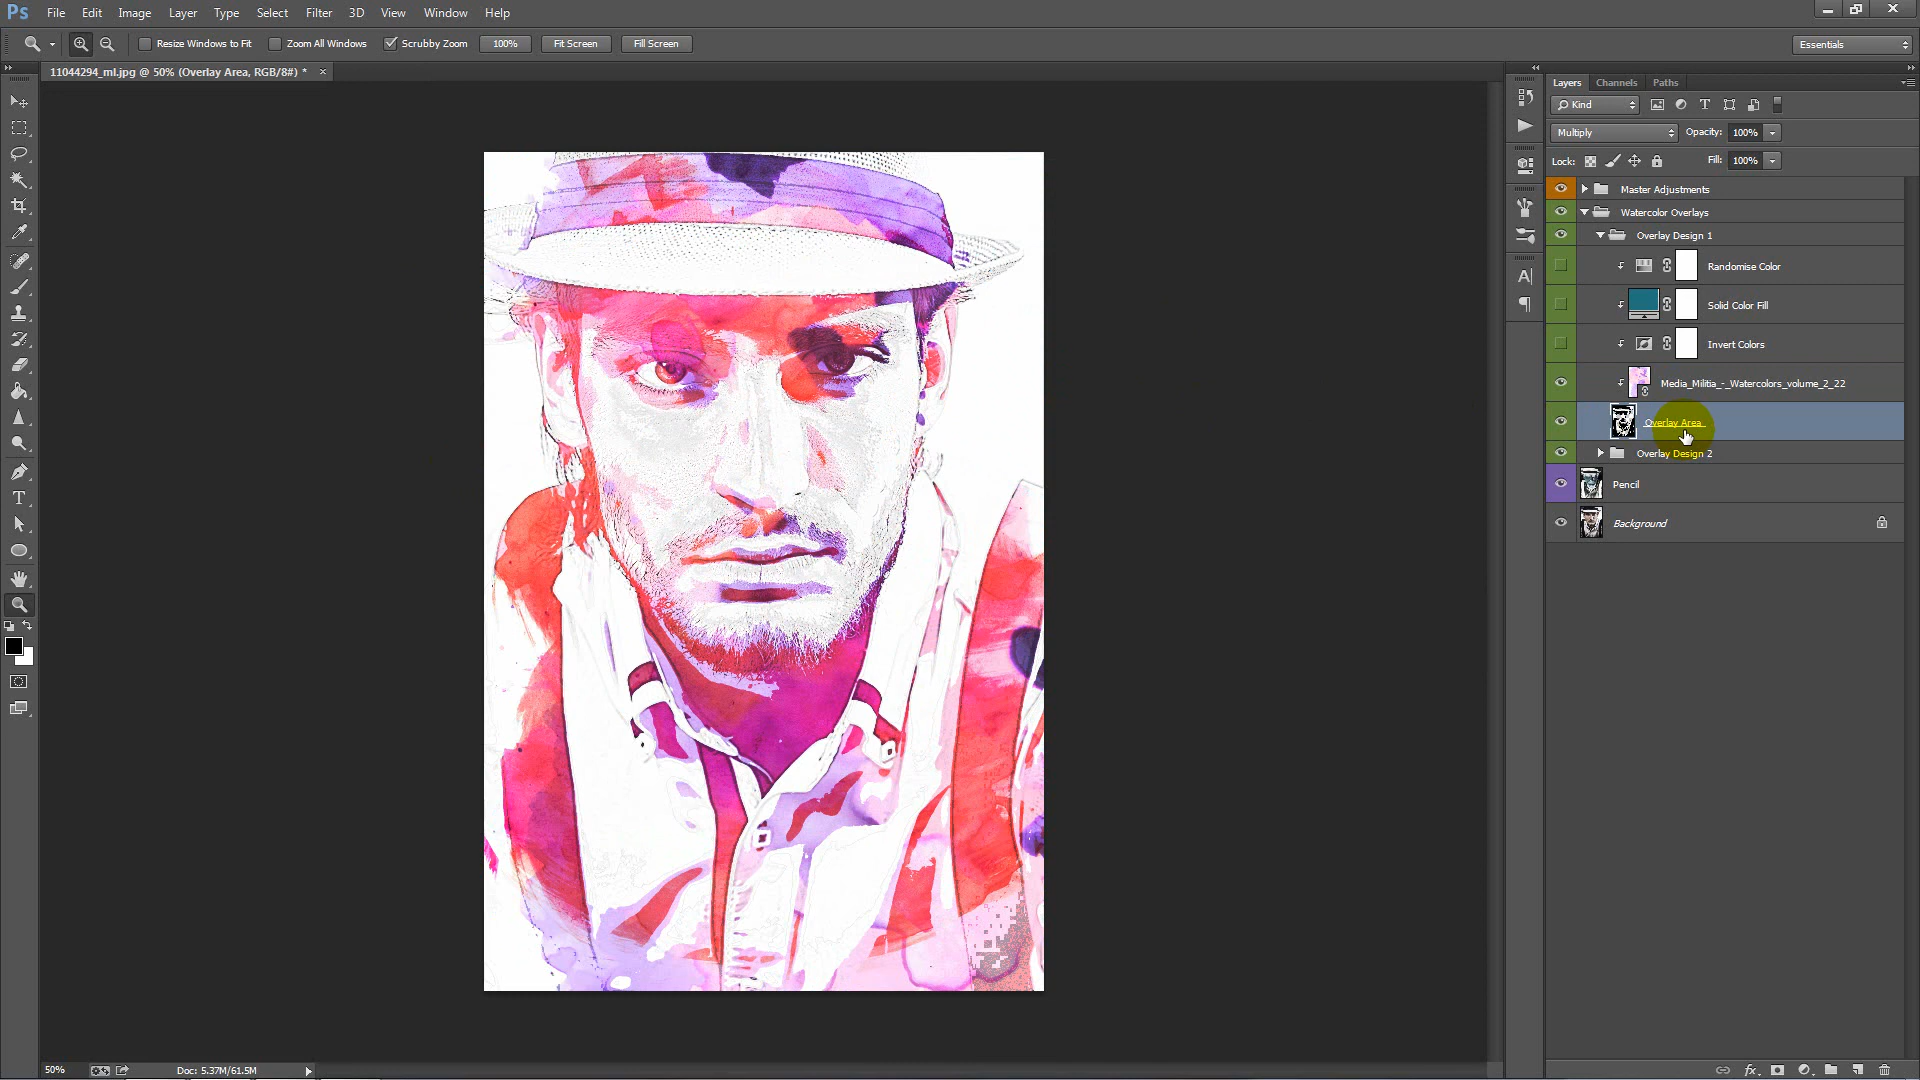 Ps File Edit Image Layer Type Select Filter 3D View Window Help
Resize Windows to Fit Zoom All Windows Scrubby Zoom 100% Fit Screen Fill Screen Essentials
11044294_ml.jpg @ 50% (Overlay Area, RGB/8#) * ×
Layers Channels Paths
Kind
Multiply Opacity: 100%
Lock: Fill: 100%
Master Adjustments
Watercolor Overlays
Overlay Design 1
Randomise Color
Solid Color Fill
Invert Colors
Media_Militia_-_Watercolors_volume_2_22
Overlay Area
Overlay Design 2
Pencil
Background
50% Doc: 5.37M/61.5M